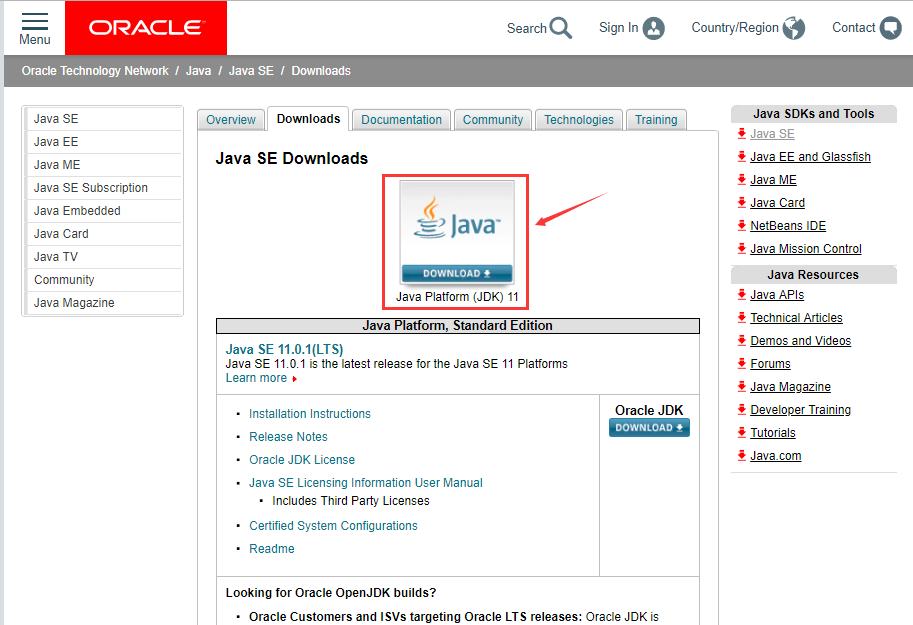 Menu
ORACLE
Search
Sign In
Country/Region
Contact
Oracle Technology Network / Java / Java SE / Downloads
Java SE
Java EE
Java ME
Java SE Subscription
Java Embedded
Java Card
Java TV
Community
Java Magazine
Overview
Downloads
Documentation
Community
Technologies
Training
Java SE Downloads
Java™
DOWNLOAD
Java Platform (JDK) 11
Java Platform, Standard Edition
Java SE 11.0.1(LTS)
Java SE 11.0.1 is the latest release for the Java SE 11 Platforms
Learn more
Installation Instructions
Release Notes
Oracle JDK License
Java SE Licensing Information User Manual
Includes Third Party Licenses
Certified System Configurations
Readme
Oracle JDK
DOWNLOAD
Looking for Oracle OpenJDK builds?
Oracle Customers and ISVs targeting Oracle LTS releases: Oracle JDK is
Java SDKs and Tools
Java SE
Java EE and Glassfish
Java ME
Java Card
NetBeans IDE
Java Mission Control
Java Resources
Java APIs
Technical Articles
Demos and Videos
Forums
Java Magazine
Developer Training
Tutorials
Java.com